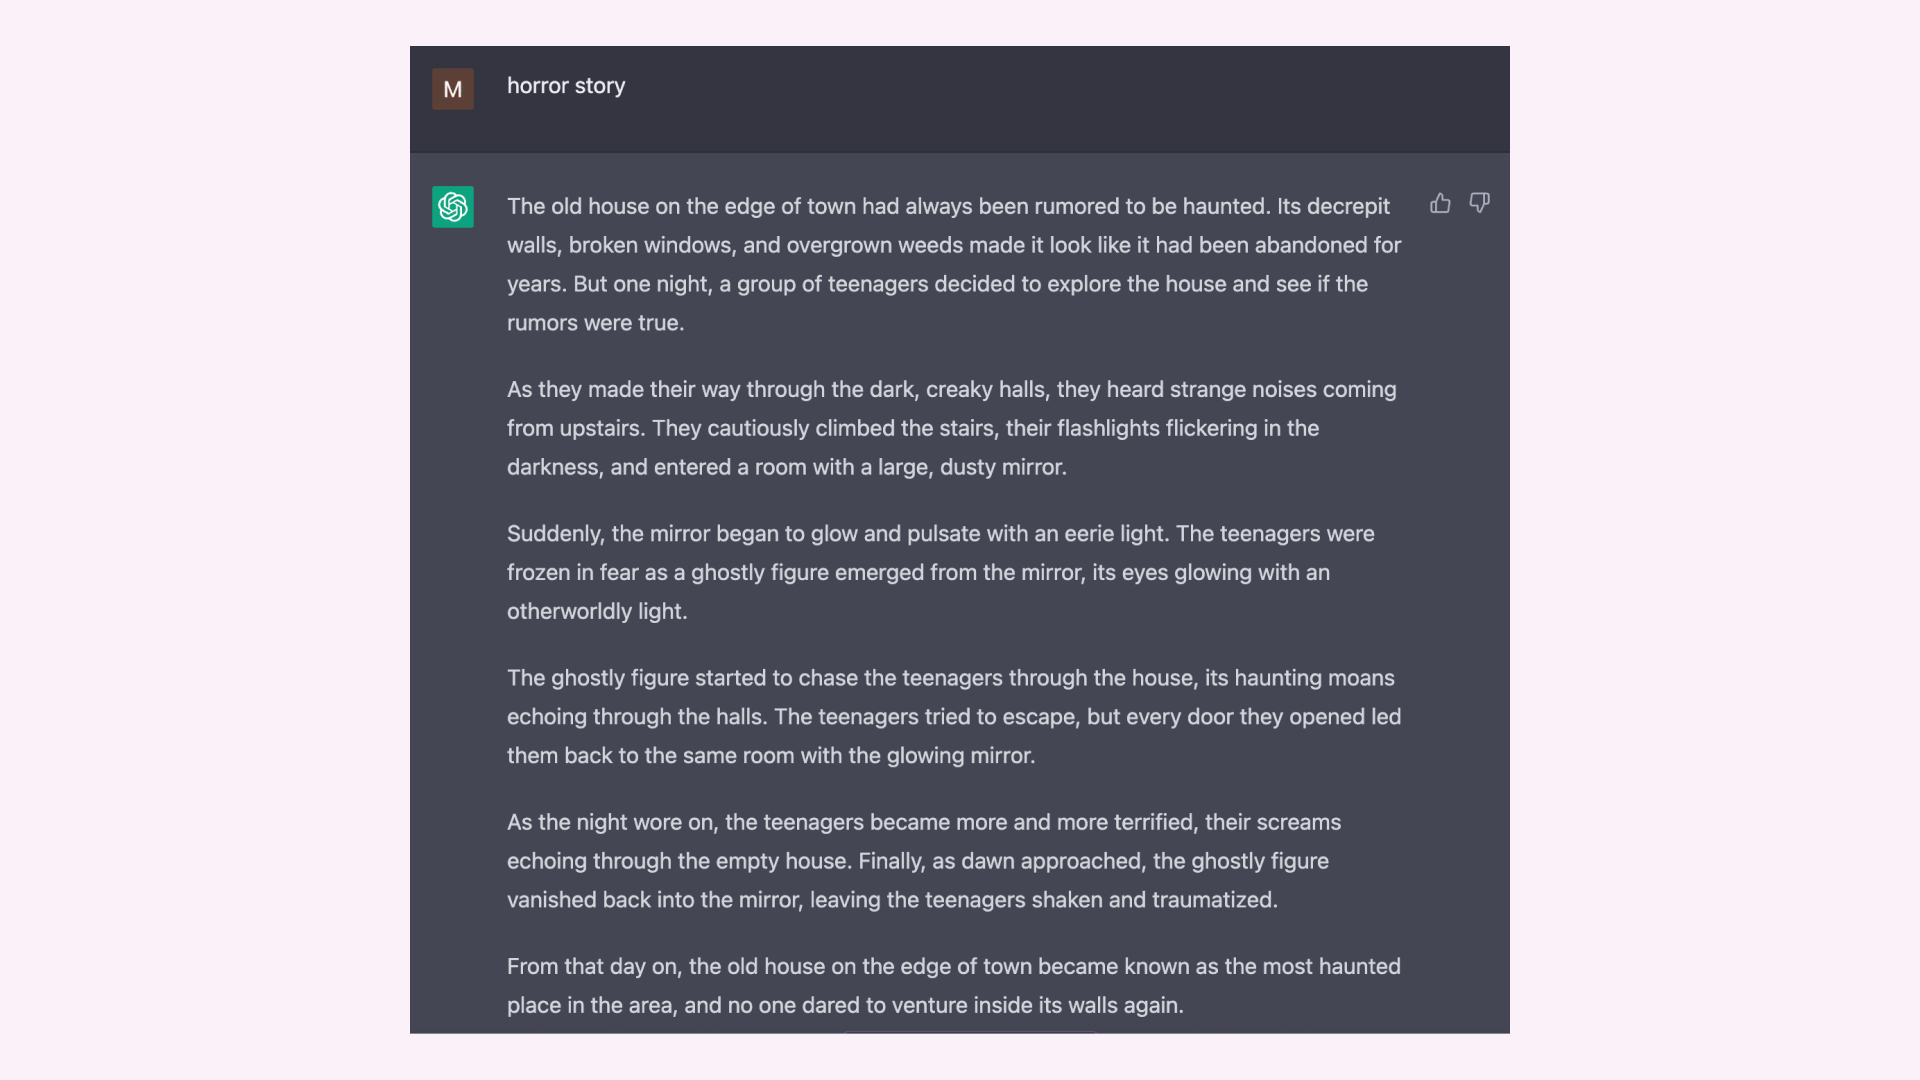 M
horror story
The old house on the edge of town had always been rumored to be haunted. Its decrepit
walls, broken windows, and overgrown weeds made it look like it had been abandoned for
years. But one night, a group of teenagers decided to explore the house and see if the
rumors were true.
As they made their way through the dark, creaky halls, they heard strange noises coming
from upstairs. They cautiously climbed the stairs, their flashlights flickering in the
darkness, and entered a room with a large, dusty mirror.
Suddenly, the mirror began to glow and pulsate with an eerie light. The teenagers were
frozen in fear as a ghostly figure emerged from the mirror, its eyes glowing with an
otherworldly light.
The ghostly figure started to chase the teenagers through the house, its haunting moans
echoing through the halls. The teenagers tried to escape, but every door they opened led
them back to the same room with the glowing mirror.
As the night wore on, the teenagers became more and more terrified, their screams
echoing through the empty house. Finally, as dawn approached, the ghostly figure
vanished back into the mirror, leaving the teenagers shaken and traumatized.
From that day on, the old house on the edge of town became known as the most haunted
place in the area, and no one dared to venture inside its walls again.